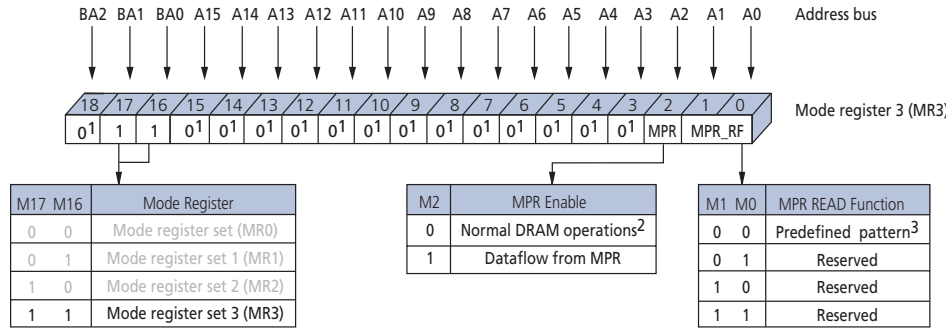 BA2 BA1 BA0 A15 A14 A13 A12 A11 A10 A9 A8 A7 A6 A5 A4 A3 A2 A1 A0 Address bus
18 17 16 15 14 13 12 11 10 9 8 7 6 5 4 3 2 1 0 Mode register 3 (MR3)
0¹ 1 1 0¹ 0¹ 0¹ 0¹ 0¹ 0¹ 0¹ 0¹ 0¹ 0¹ 0¹ 0¹ 0¹ MPR MPR_RF
M17 M16 Mode Register
0 0 Mode register set (MR0)
0 1 Mode register set 1 (MR1)
1 0 Mode register set 2 (MR2)
1 1 Mode register set 3 (MR3)
M2 MPR Enable
0 Normal DRAM operations²
1 Dataflow from MPR
M1 M0 MPR READ Function
0 0 Predefined pattern³
0 1 Reserved
1 0 Reserved
1 1 Reserved